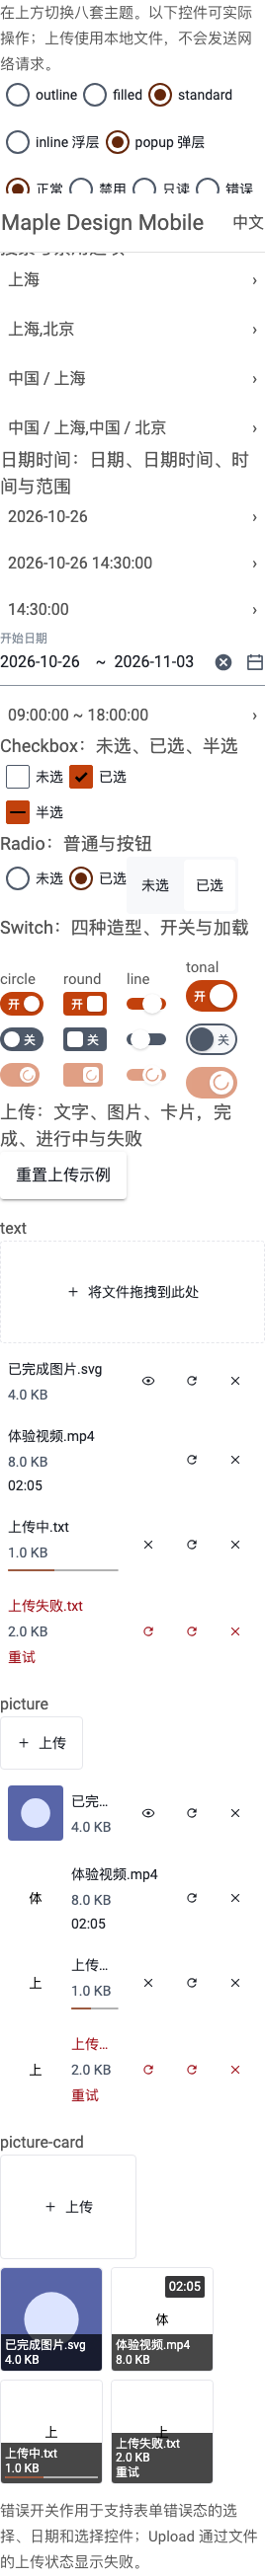 在上方切换八套主题。以下控件可实际
操作；上传使用本地文件，不会发送网
络请求。
outline filled standard
inline 浮层 popup 弹层
正常 禁用 只读 错误
Maple Design Mobile 中文
上海 ›
上海,北京 ›
中国 / 上海 ›
中国 / 上海,中国 / 北京 ›
日期时间：日期、日期时间、时
间与范围
2026-10-26 ›
2026-10-26 14:30:00 ›
14:30:00 ›
开始日期
2026-10-26 ~ 2026-11-03
09:00:00 ~ 18:00:00 ›
Checkbox：未选、已选、半选
未选 已选
半选
Radio：普通与按钮
未选 已选 未选 已选
Switch：四种造型、开关与加载
circle round line tonal
开 开 开
关 关 关
上传：文字、图片、卡片，完
成、进行中与失败
重置上传示例
text
+ 将文件拖拽到此处
已完成图片.svg
4.0 KB
体验视频.mp4
8.0 KB
02:05
上传中.txt
1.0 KB
上传失败.txt
2.0 KB
重试
picture
+ 上传
已完...
4.0 KB
体 体验视频.mp4
8.0 KB
02:05
上 上传...
1.0 KB
上 上传...
2.0 KB
重试
picture-card
+ 上传
02:05
体
已完成图片.svg
4.0 KB
体验视频.mp4
8.0 KB
上
上传中.txt
1.0 KB
上
上传失败.txt
2.0 KB
重试
错误开关作用于支持表单错误态的选
择、日期和选择控件；Upload 通过文件
的上传状态显示失败。